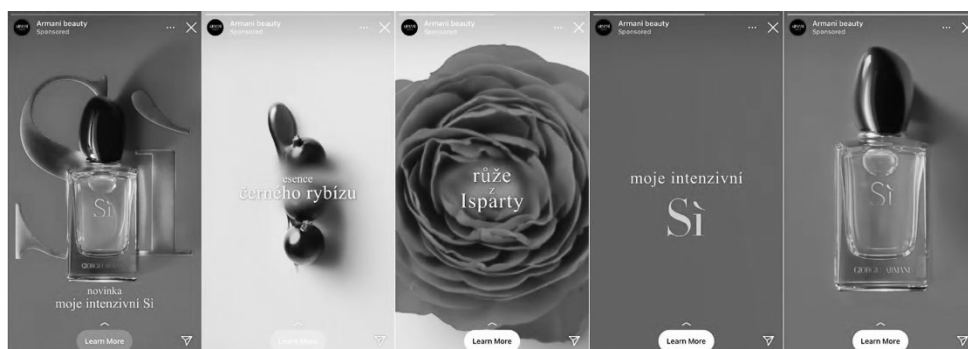 Armani beauty
Sponsored
Sì
GIORGIO ARMANI
novinka
moje intenzivní Sì
Learn More
Armani beauty
Sponsored
esence
černého rybízu
Learn More
Armani beauty
Sponsored
růže
z
Isparty
Learn More
Armani beauty
Sponsored
moje intenzivní
Sì
Learn More
Armani beauty
Sponsored
Sì
GIORGIO ARMANI
Learn More